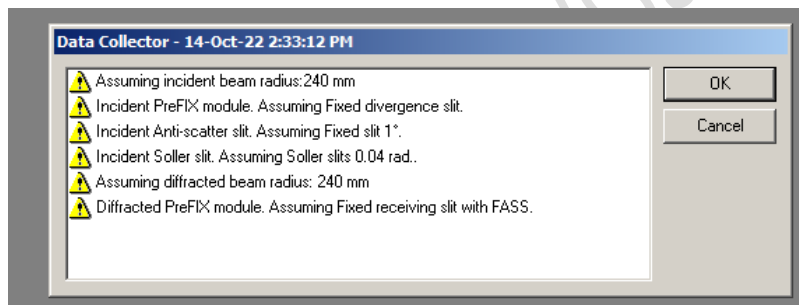 Data Collector - 14-Oct-22 2:33:12 PM
Assuming incident beam radius:240 mm
Incident PreFIX module. Assuming Fixed divergence slit.
Incident Anti-scatter slit. Assuming Fixed slit 1°.
Incident Soller slit. Assuming Soller slits 0.04 rad..
Assuming diffracted beam radius: 240 mm
Diffracted PreFIX module. Assuming Fixed receiving slit with FASS.
OK
Cancel